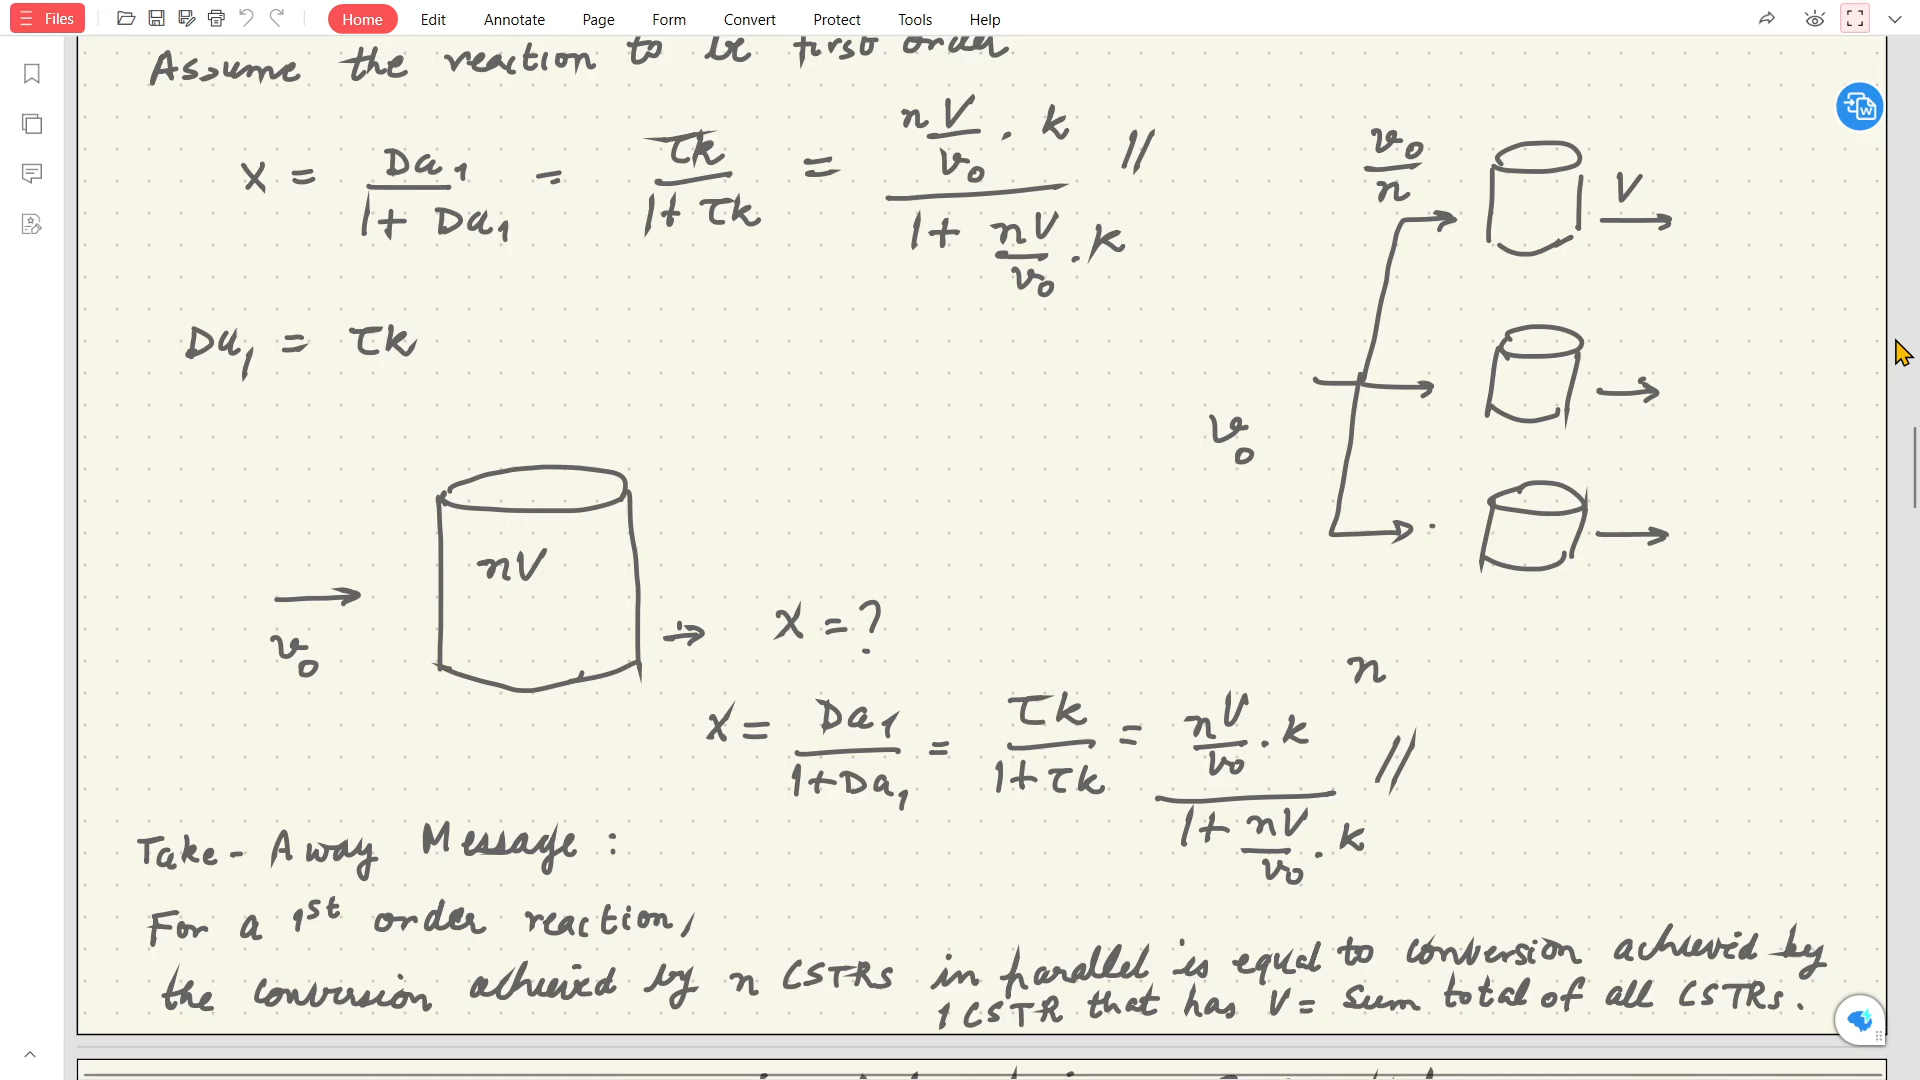 Files
Home Edit Annotate Page Form Convert Protect Tools Help
Assume the reaction to be first order
X = Da₁ / (1 + Da₁) = τk / (1 + τk) = (nV/v₀ . k) / (1 + nV/v₀ . k) //
v₀/n
V
Da₁ = τk
v₀
nV
v₀
X = ?
n
X = Da₁ / (1+Da₁) = τk / (1+τk) = (nV/v₀ . k) / (1+ nV/v₀ . k) //
Take-Away Message :
For a 1st order reaction,
the conversion achieved by n CSTRs in parallel is equal to conversion achieved by
1 CSTR that has V = sum total of all CSTRs.